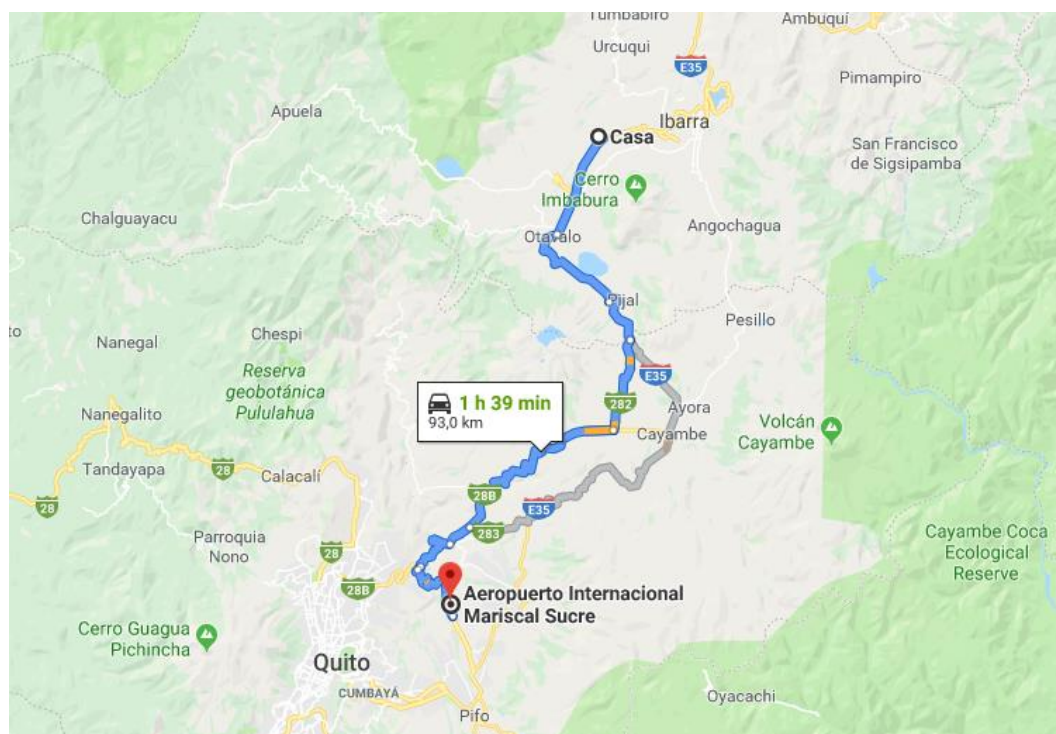 Tumbabiro
Ambuquí
Urcuqui
E35
Pimampiro
Apuela
Ibarra
Casa
San Francisco
de Sigsipamba
Cerro
Imbabura
Chalguayacu
Angochagua
Otavalo
Pijal
Pesillo
to
Nanegal
Chespi
Reserva
geobotánica
Pululahua
E35
1 h 39 min
93,0 km
282
Ayora
Nanegalito
Volcán
Cayambe
Cayambe
Tandayapa
28
Calacalí
28B
28
E35
283
Parroquia
Nono
28
Cayambe Coca
Ecological
Reserve
28B
Aeropuerto Internacional
Mariscal Sucre
Cerro Guagua
Pichincha
Quito
CUMBAYÁ
Oyacachi
Pifo